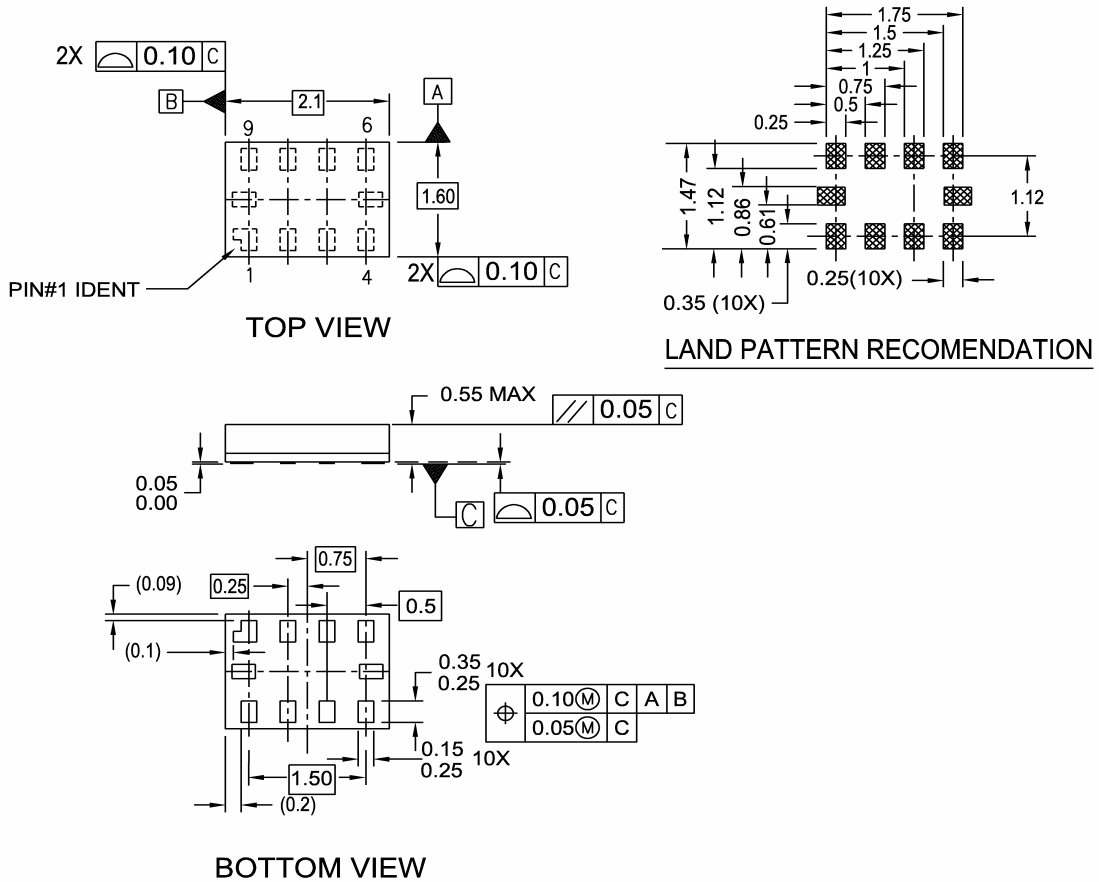 2X 0.10 C
B
2.1
A
9
6
1.60
1
4
PIN#1 IDENT
2X 0.10 C
TOP VIEW
1.75
1.5
1.25
1
0.75
0.5
0.25
1.47
1.12
0.86
0.61
1.12
0.25(10X)
0.35 (10X)
LAND PATTERN RECOMENDATION
0.55 MAX
// 0.05 C
0.05
0.00
C
0.05 C
0.75
(0.09)
0.25
0.5
(0.1)
0.35
0.25
10X
0.10Ⓜ C A B
0.05Ⓜ C
0.15
0.25
10X
1.50
(0.2)
BOTTOM VIEW